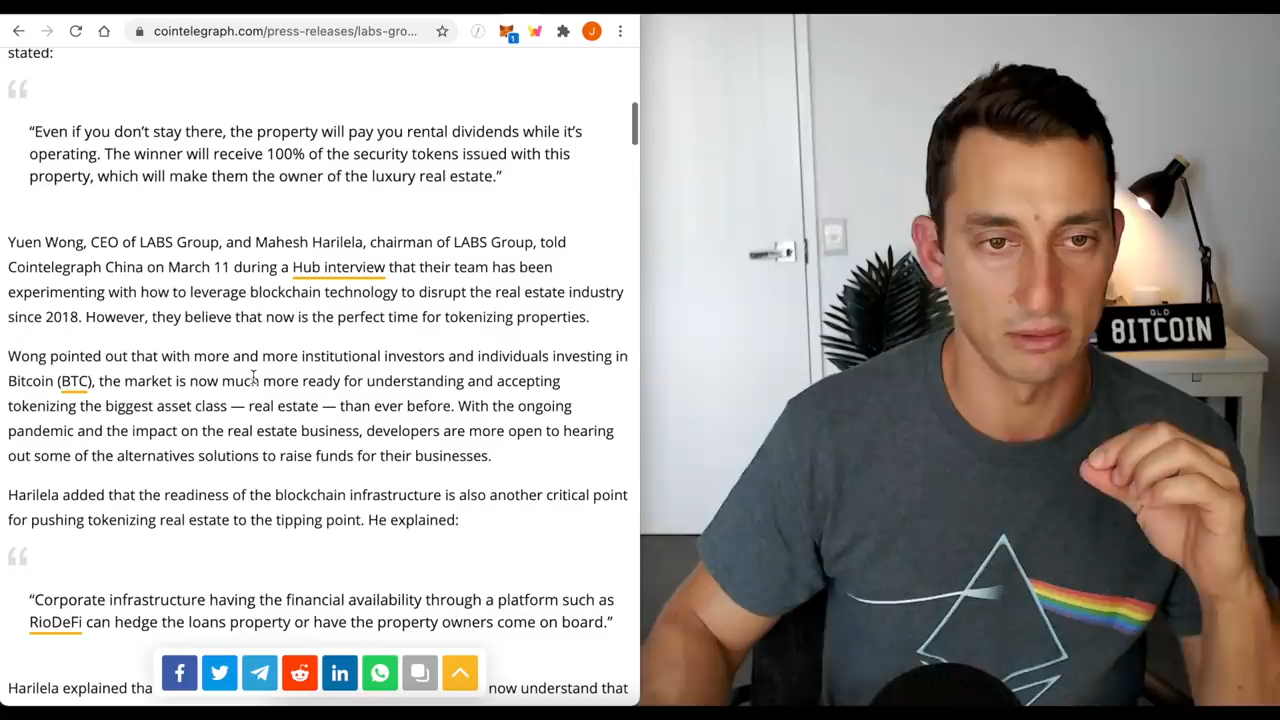 cointelegraph.com/press-releases/labs-gro...
1
J
stated:
“Even if you don’t stay there, the property will pay you rental dividends while it’s
operating. The winner will receive 100% of the security tokens issued with this
property, which will make them the owner of the luxury real estate.”
Yuen Wong, CEO of LABS Group, and Mahesh Harilela, chairman of LABS Group, told
Cointelegraph China on March 11 during a Hub interview that their team has been
experimenting with how to leverage blockchain technology to disrupt the real estate industry
since 2018. However, they believe that now is the perfect time for tokenizing properties.
Wong pointed out that with more and more institutional investors and individuals investing in
Bitcoin (BTC), the market is now much more ready for understanding and accepting
tokenizing the biggest asset class — real estate — than ever before. With the ongoing
pandemic and the impact on the real estate business, developers are more open to hearing
out some of the alternatives solutions to raise funds for their businesses.
Harilela added that the readiness of the blockchain infrastructure is also another critical point
for pushing tokenizing real estate to the tipping point. He explained:
“Corporate infrastructure having the financial availability through a platform such as
RioDeFi can hedge the loans property or have the property owners come on board.”
Harilela explained tha
now understand that
QLD
BITCOIN